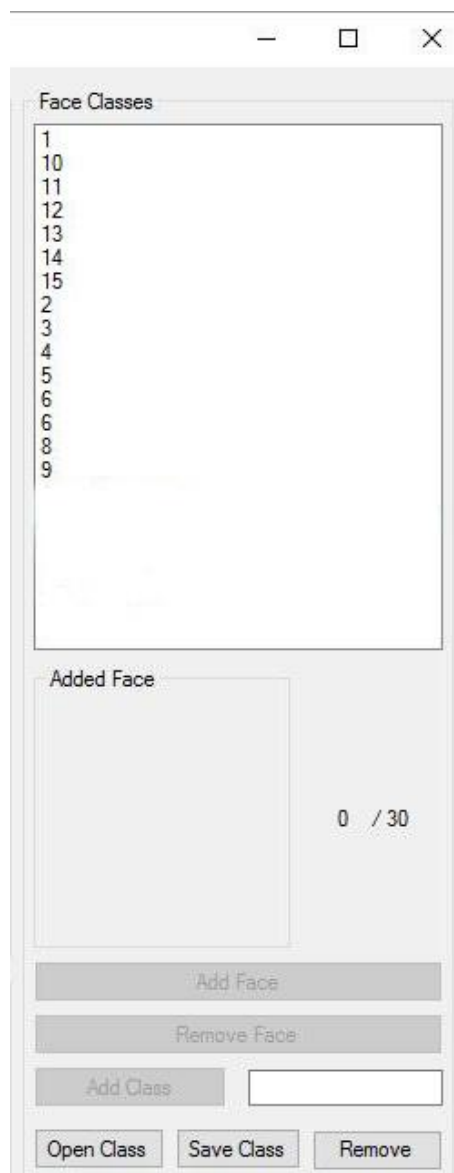 Face Classes
1
10
11
12
13
14
15
2
3
4
5
6
6
8
9
Added Face
0 / 30
Add Face
Remove Face
Add Class
Open Class Save Class Remove